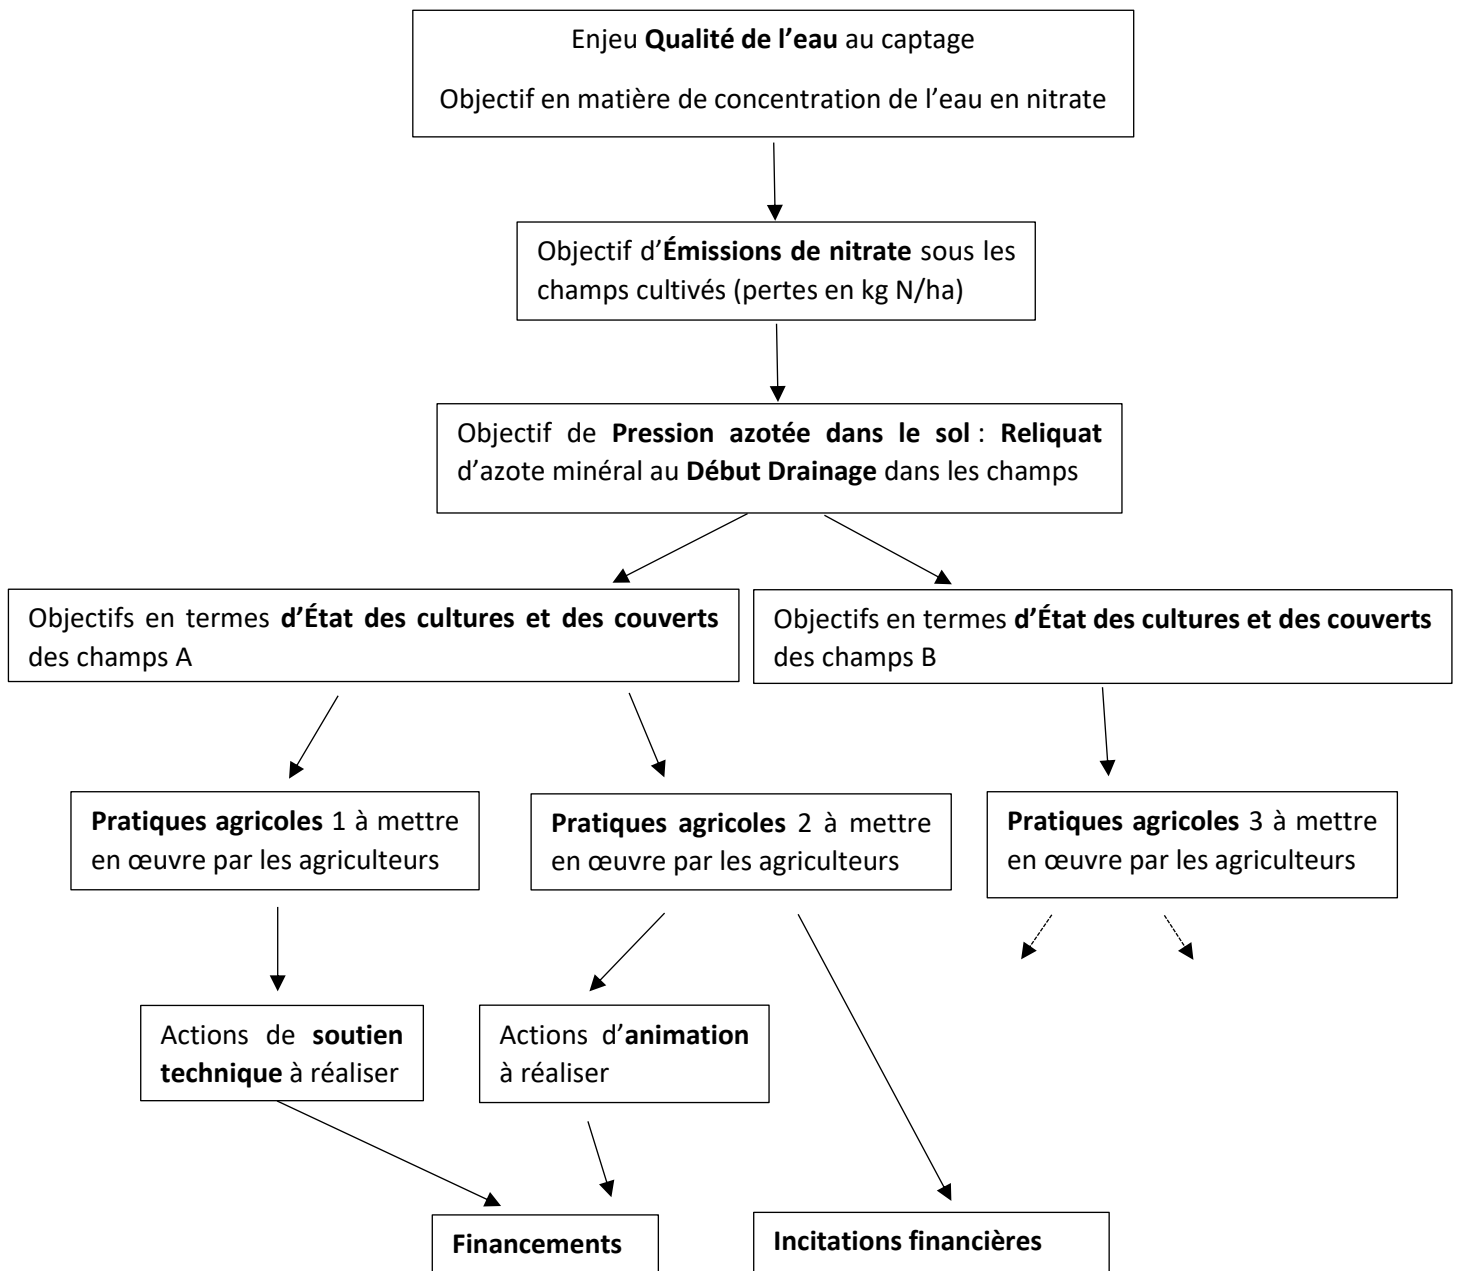 Enjeu Qualité de l’eau au captage
Objectif en matière de concentration de l’eau en nitrate
Objectif d’Émissions de nitrate sous les
champs cultivés (pertes en kg N/ha)
Objectif de Pression azotée dans le sol : Reliquat
d’azote minéral au Début Drainage dans les champs
Objectifs en termes d’État des cultures et des couverts
des champs A
Objectifs en termes d’État des cultures et des couverts
des champs B
Pratiques agricoles 1 à mettre
en œuvre par les agriculteurs
Pratiques agricoles 2 à mettre
en œuvre par les agriculteurs
Pratiques agricoles 3 à mettre
en œuvre par les agriculteurs
Actions de soutien
technique à réaliser
Actions d’animation
à réaliser
Financements
Incitations financières